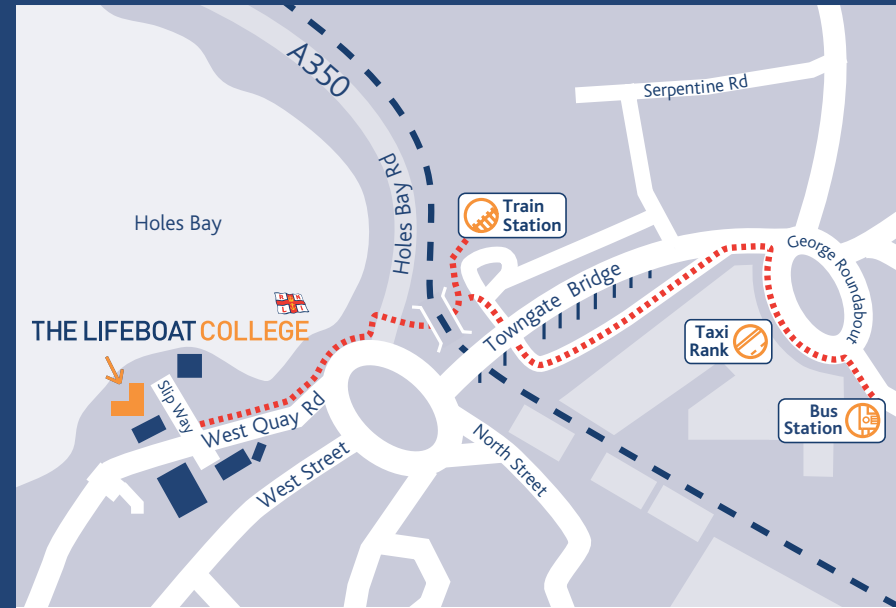 A350
Serpentine Rd
Holes Bay Rd
Train
Station
Holes Bay
George Roundabout
Towngate Bridge
R N
L I
THE LIFEBOAT COLLEGE
Taxi
Rank
Slip Way
Bus
Station
West Quay Rd
West Street
North Street